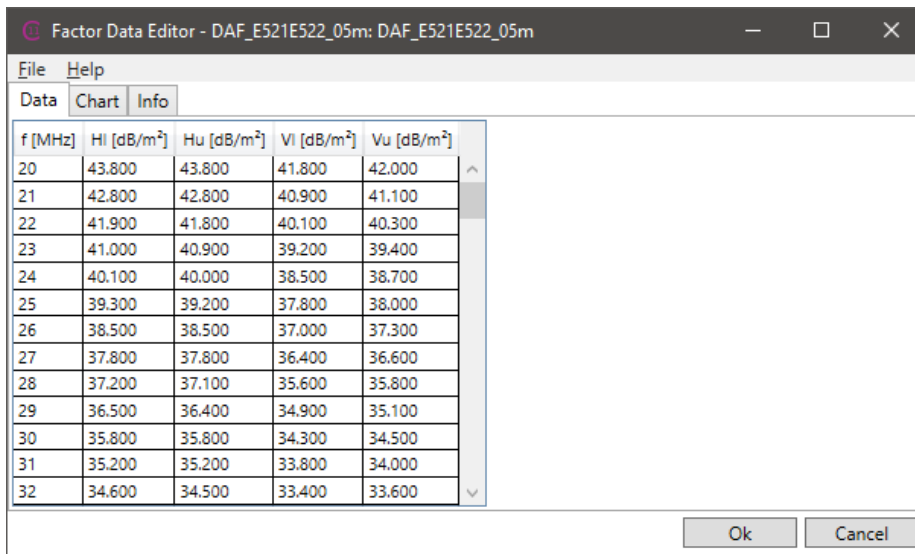 Factor Data Editor - DAF_E521E522_05m: DAF_E521E522_05m
File Help
Data Chart Info
f [MHz] Hl [dB/m²] Hu [dB/m²] Vl [dB/m²] Vu [dB/m²]
20 43.800 43.800 41.800 42.000
21 42.800 42.800 40.900 41.100
22 41.900 41.800 40.100 40.300
23 41.000 40.900 39.200 39.400
24 40.100 40.000 38.500 38.700
25 39.300 39.200 37.800 38.000
26 38.500 38.500 37.000 37.300
27 37.800 37.800 36.400 36.600
28 37.200 37.100 35.600 35.800
29 36.500 36.400 34.900 35.100
30 35.800 35.800 34.300 34.500
31 35.200 35.200 33.800 34.000
32 34.600 34.500 33.400 33.600
Ok Cancel